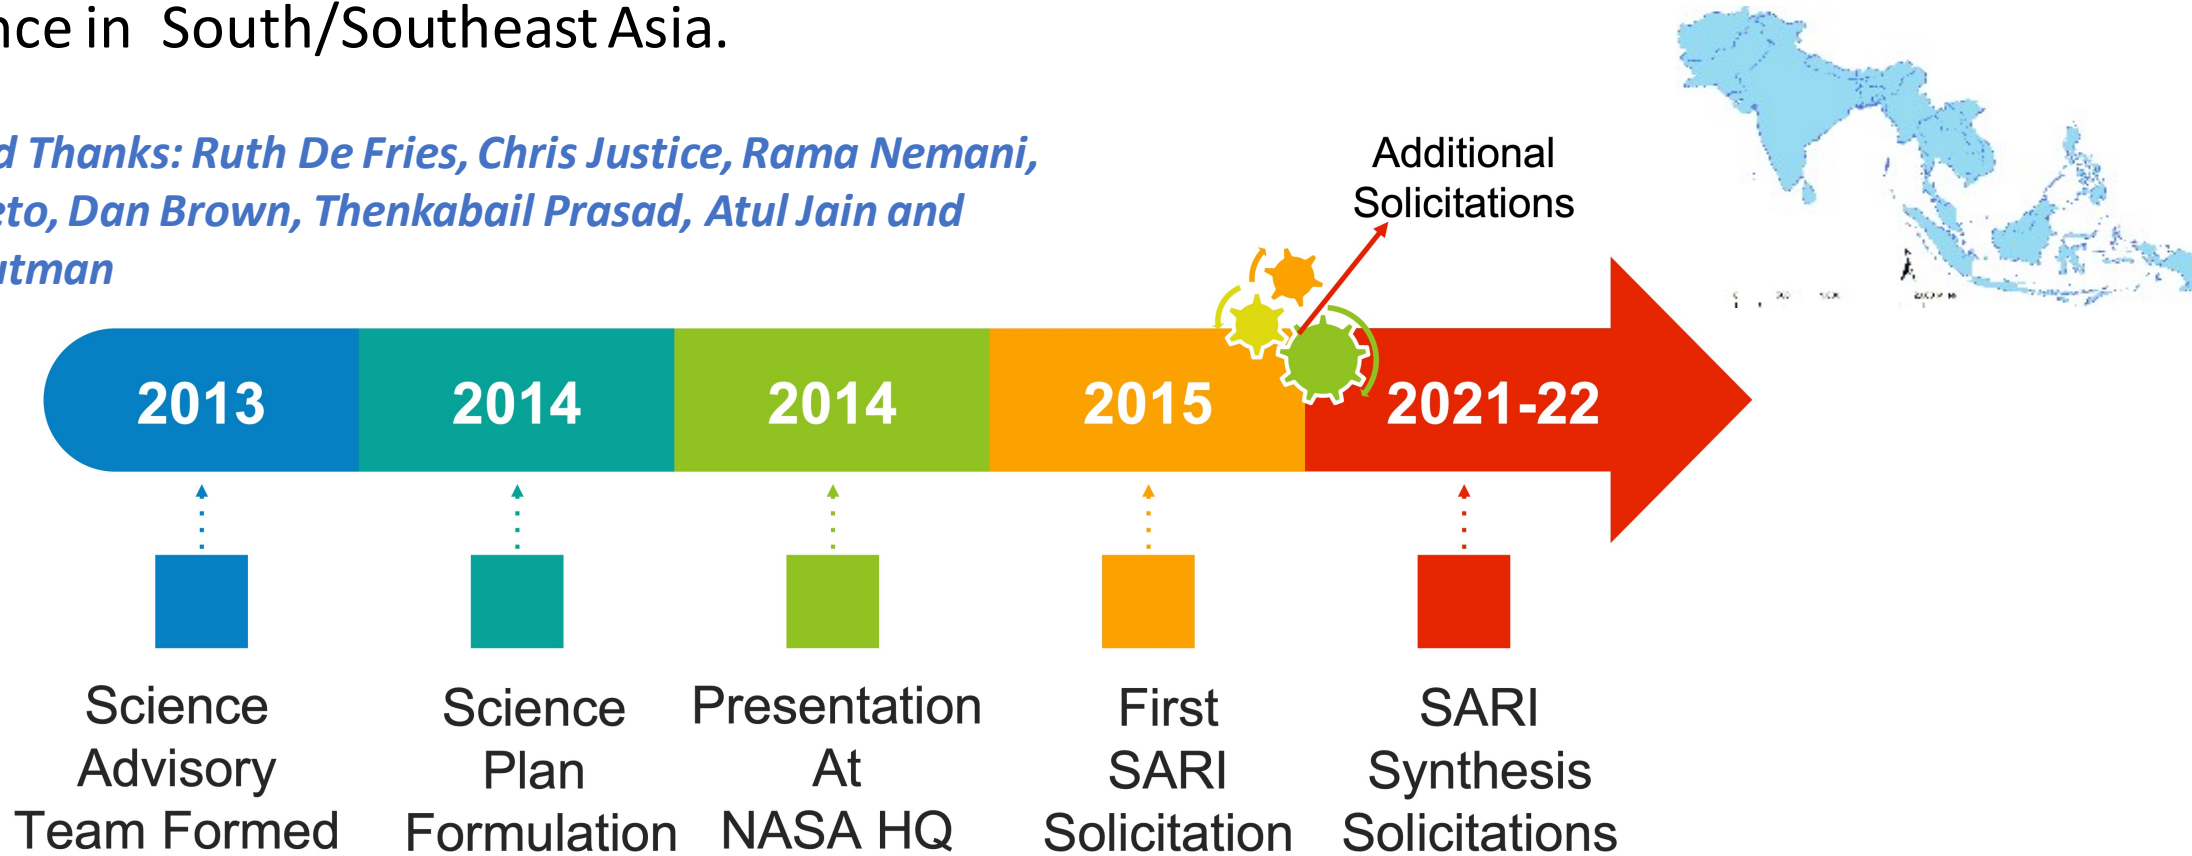 nce in South/Southeast Asia.
d Thanks: Ruth De Fries, Chris Justice, Rama Nemani,
eto, Dan Brown, Thenkabail Prasad, Atul Jain and
utman
Additional
Solicitations
2013
2014
2014
2015
2021-22
Science
Advisory
Team Formed
Science
Plan
Formulation
Presentation
At
NASA HQ
First
SARI
Solicitation
SARI
Synthesis
Solicitations